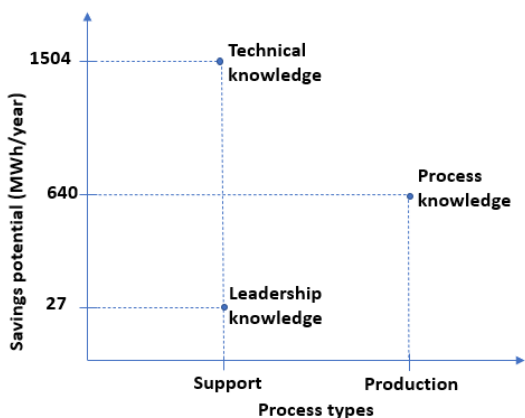 Savings potential (MWh/year)
1504
Technical
knowledge
640
Process
knowledge
27
Leadership
knowledge
Support
Production
Process types